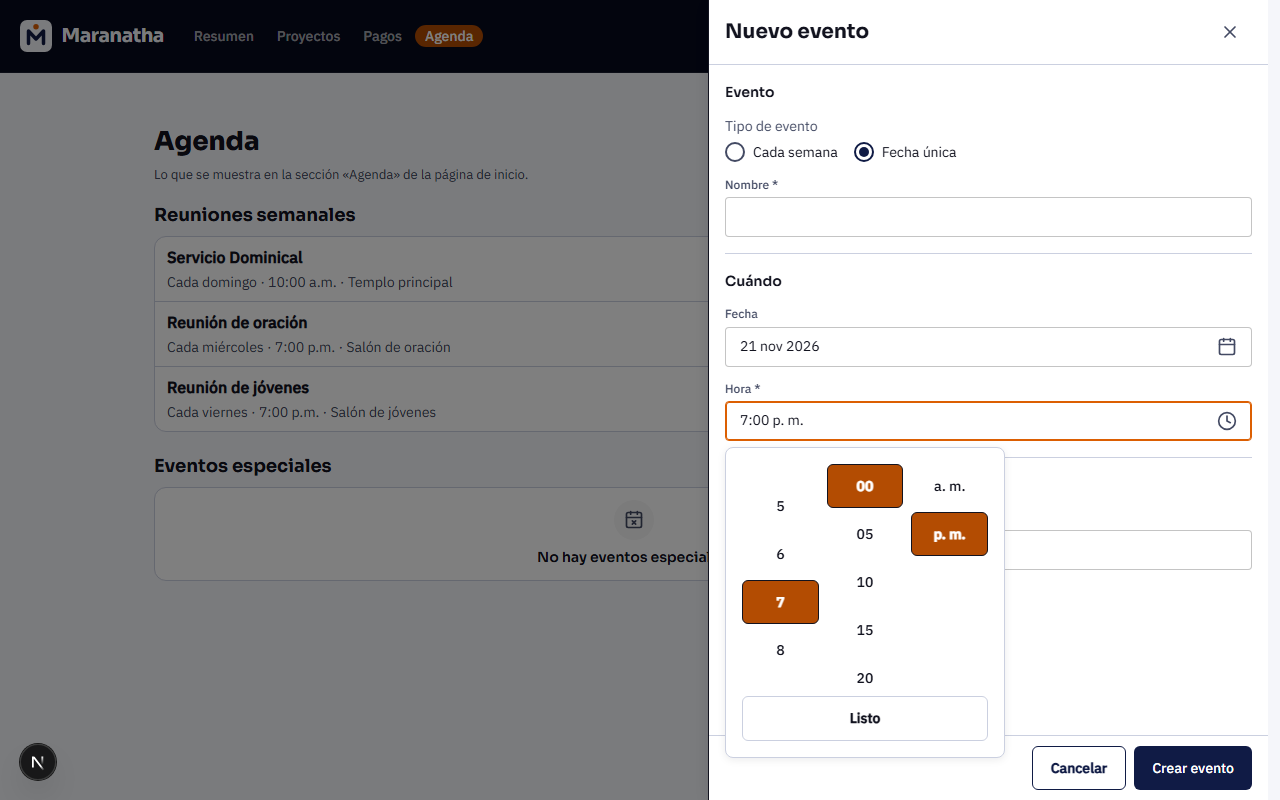 Maranatha
Resumen
Proyectos
Pagos
Agenda
Agenda
Lo que se muestra en la sección «Agenda» de la página de inicio.
Reuniones semanales
Servicio Dominical
Cada domingo · 10:00 a.m. · Templo principal
Reunión de oración
Cada miércoles · 7:00 p.m. · Salón de oración
Reunión de jóvenes
Cada viernes · 7:00 p.m. · Salón de jóvenes
Eventos especiales
No hay eventos especial
Nuevo evento
Evento
Tipo de evento
Cada semana
Fecha única
Nombre *
Cuándo
Fecha
21 nov 2026
Hora *
7:00 p. m.
5
6
7
8
00
05
10
15
20
a. m.
p. m.
Listo
Cancelar
Crear evento